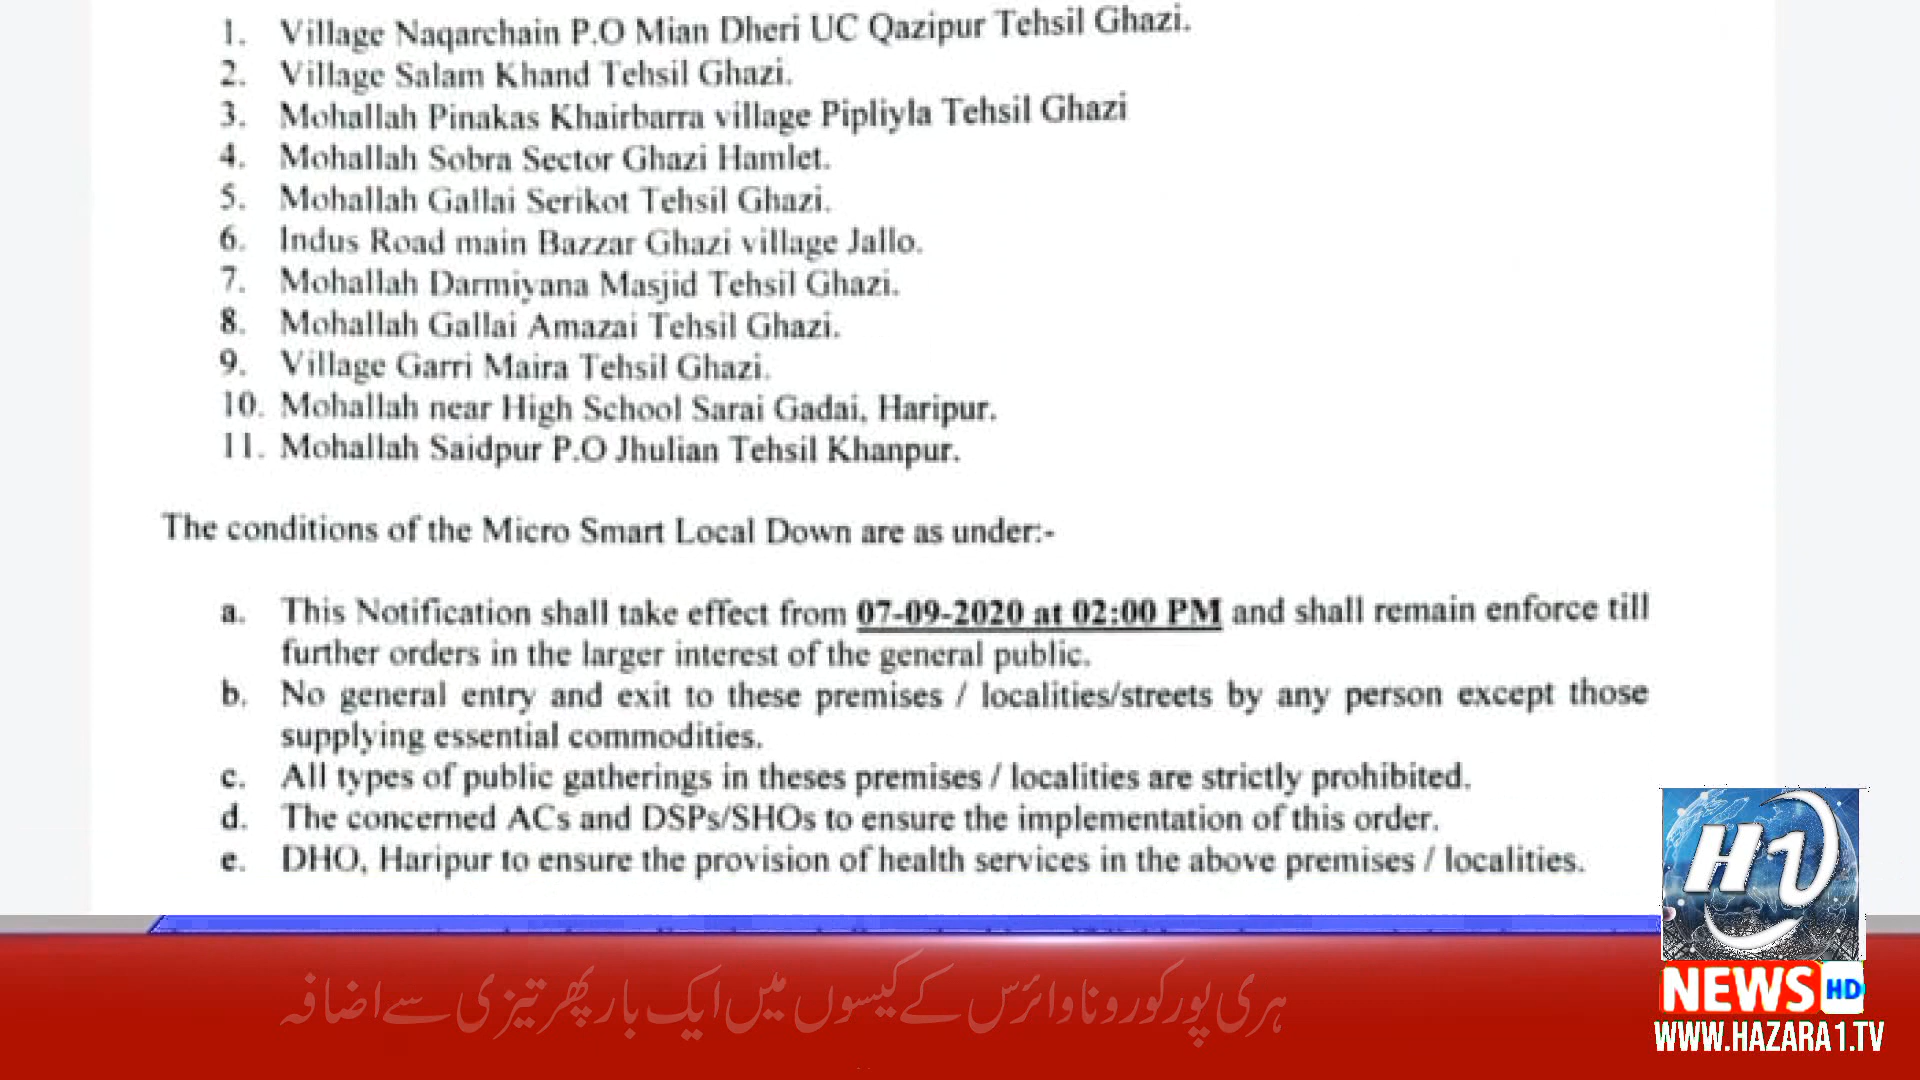 1. Village Naqarchain P.O Mian Dheri UC Qazipur Tehsil Ghazi.
2. Village Salam Khand Tehsil Ghazi.
3. Mohallah Pinakas Khairbarra village Pipliyla Tehsil Ghazi
4. Mohallah Sobra Sector Ghazi Hamlet.
5. Mohallah Gallai Serikot Tehsil Ghazi.
6. Indus Road main Bazzar Ghazi village Jallo.
7. Mohallah Darmiyana Masjid Tehsil Ghazi.
8. Mohallah Gallai Amazai Tehsil Ghazi.
9. Village Garri Maira Tehsil Ghazi.
10. Mohallah near High School Sarai Gadai, Haripur.
11. Mohallah Saidpur P.O Jhulian Tehsil Khanpur.
The conditions of the Micro Smart Local Down are as under:-
a. This Notification shall take effect from 07-09-2020 at 02:00 PM and shall remain enforce till
further orders in the larger interest of the general public.
b. No general entry and exit to these premises / localities/streets by any person except those
supplying essential commodities.
c. All types of public gatherings in theses premises / localities are strictly prohibited.
d. The concerned ACs and DSPs/SHOs to ensure the implementation of this order.
e. DHO, Haripur to ensure the provision of health services in the above premises / localities.
H1
NEWS HD
WWW.HAZARA1.TV
ہری پور کورونا وائرس کے کیسوں میں ایک بار پھر تیزی سے اضافہ